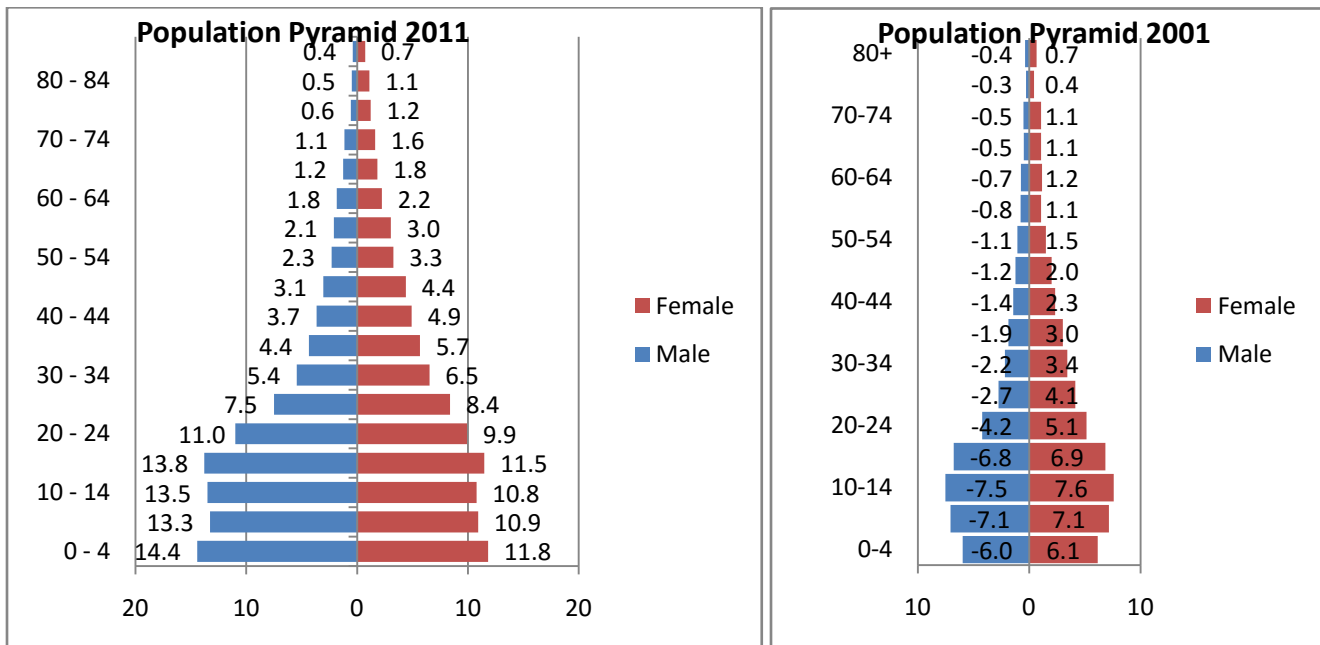 Population Pyramid 2011
0.4 0.7
80 - 84 0.5 1.1
0.6 1.2
70 - 74 1.1 1.6
1.2 1.8
60 - 64 1.8 2.2
2.1 3.0
50 - 54 2.3 3.3
3.1 4.4
40 - 44 3.7 4.9
4.4 5.7
30 - 34 5.4 6.5
7.5 8.4
20 - 24 11.0 9.9
13.8 11.5
10 - 14 13.5 10.8
13.3 10.9
0 - 4 14.4 11.8
20 10 0 10 20
Female
Male
Population Pyramid 2001
80+ -0.4 0.7
-0.3 0.4
70-74 -0.5 1.1
-0.5 1.1
60-64 -0.7 1.2
-0.8 1.1
50-54 -1.1 1.5
-1.2 2.0
40-44 -1.4 2.3
-1.9 3.0
30-34 -2.2 3.4
-2.7 4.1
20-24 -4.2 5.1
-6.8 6.9
10-14 -7.5 7.6
-7.1 7.1
0-4 -6.0 6.1
10 0 10
Female
Male